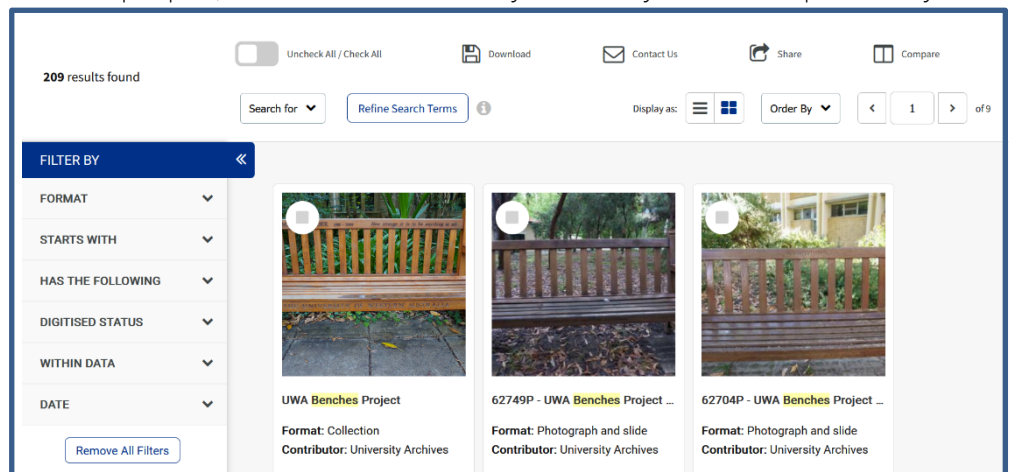 Uncheck All / Check All
Download
Contact Us
Share
Compare
209 results found
Search for
Refine Search Terms
Display as:
Order By
1
of 9
FILTER BY
FORMAT
STARTS WITH
HAS THE FOLLOWING
DIGITISED STATUS
WITHIN DATA
DATE
Remove All Filters
UWA Benches Project
Format: Collection
Contributor: University Archives
62749P - UWA Benches Project ...
Format: Photograph and slide
Contributor: University Archives
62704P - UWA Benches Project ...
Format: Photograph and slide
Contributor: University Archives